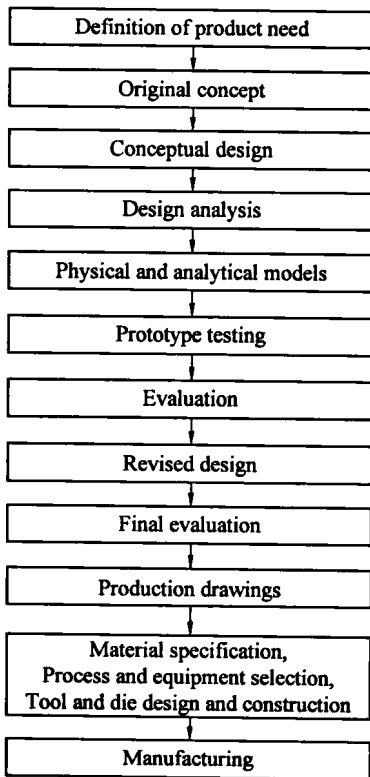 Definition of product need
Original concept
Conceptual design
Design analysis
Physical and analytical models
Prototype testing
Evaluation
Revised design
Final evaluation
Production drawings
Material specification,
Process and equipment selection,
Tool and die design and construction
Manufacturing